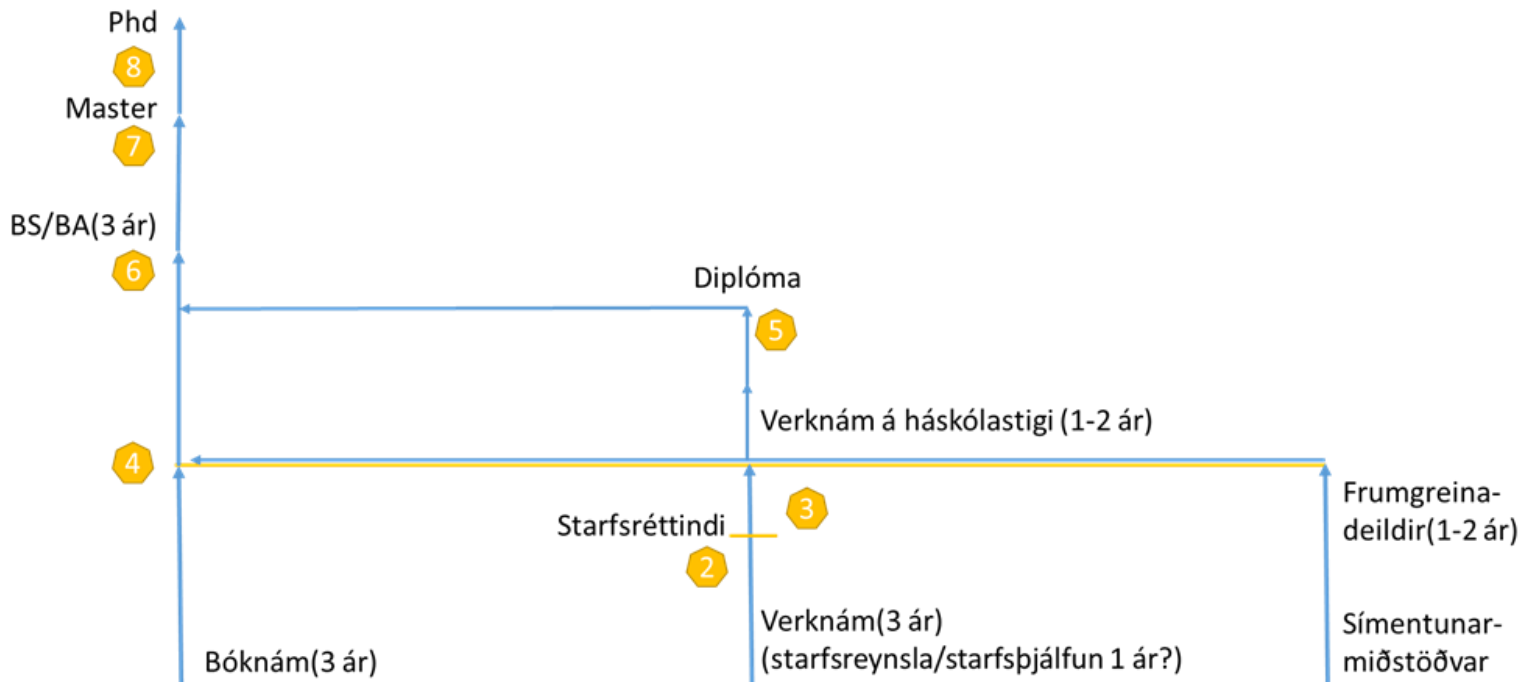 Phd
8
Master
7
BS/BA(3 ár)
6
Diplóma
5
Verknám á háskólastigi (1-2 ár)
4
Frumgreina-
deildir(1-2 ár)
3
Starfsréttindi
2
Verknám(3 ár)
(starfsreynsla/starfsþjálfun 1 ár?)
Símentunar-
miðstöðvar
Bóknám(3 ár)